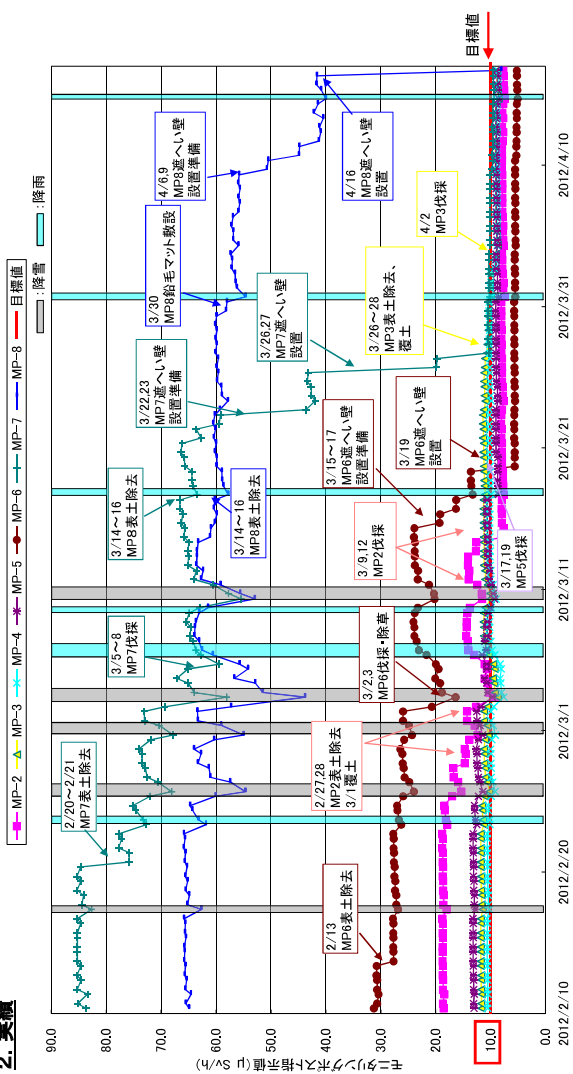 2. 実績
MP-2
MP-3
MP-4
MP-5
MP-6
MP-7
MP-8
目標値
: 降雪
: 降雨
モニタリングポスト指示値(μSv/h)
90.0
80.0
70.0
60.0
50.0
40.0
30.0
20.0
10.0
0.0
2012/2/10
2012/2/20
2012/3/1
2012/3/11
2012/3/21
2012/3/31
2012/4/10
目標値
2/13
MP6表土除去
2/20～2/21
MP7表土除去
2/27,28
MP2表土除去
3/1覆土
3/2,3
MP6伐採・除草
3/5～8
MP7伐採
3/9,12
MP2伐採
3/14～16
MP8表土除去
3/14～16
MP8表土除去
3/15～17
MP6遮へい壁
設置準備
3/17,19
MP5伐採
3/19
MP6遮へい壁
設置
3/22,23
MP7遮へい壁
設置準備
3/26,27
MP7遮へい壁
設置
3/26～28
MP3表土除去、
覆土
3/30
MP8鉛毛マット敷設
4/2
MP3伐採
4/6,9
MP8遮へい壁
設置準備
4/16
MP8遮へい壁
設置